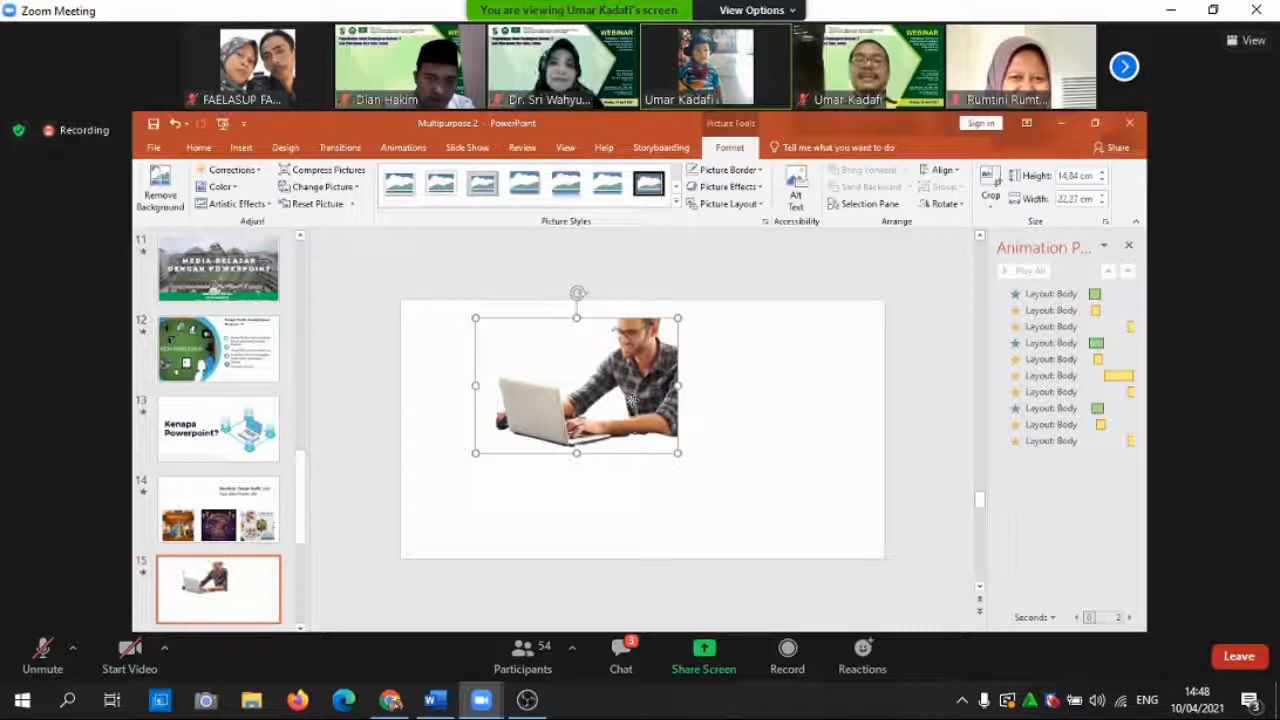 Zoom Meeting
You are viewing Umar Kadafi's screen
View Options
View
WEBINAR
WEBINAR
WEBINAR
FAZLASUP FA...
Dian Hakim
Dr. Sri Wahyu...
Umar Kadafi
Umar Kadafi
Rumtini Rumt...
Recording
Multipurpose 2 - PowerPoint
Picture Tools
Sign in
File
Home
Insert
Design
Transitions
Animations
Slide Show
Review
View
Help
Storyboarding
Format
Tell me what you want to do
Share
Remove Background
Corrections
Color
Artistic Effects
Compress Pictures
Change Picture
Reset Picture
Picture Border
Picture Effects
Picture Layout
Alt Text
Bring Forward
Send Backward
Selection Pane
Align
Group
Rotate
Crop
Height: 14,84 cm
Width: 22,27 cm
Adjust
Picture Styles
Accessibility
Arrange
Size
11
MEDIA BELAJAR
DENGAN POWERPOINT
12
13
Kenapa
Powerpoint?
14
15
Animation P...
Play All
Layout: Body
Layout: Body
Layout: Body
Layout: Body
Layout: Body
Layout: Body
Layout: Body
Layout: Body
Layout: Body
Layout: Body
Seconds
0
2
Unmute
Start Video
54
Participants
3
Chat
Share Screen
Record
Reactions
Leave
ENG
14:48
10/04/2021
3